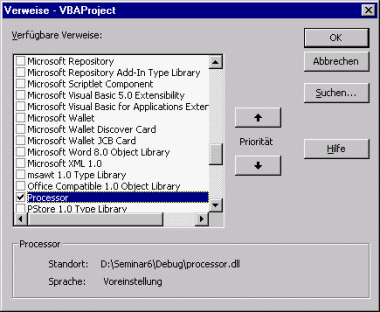 Verweise - VBAProject
Verfügbare Verweise:
Microsoft Repository
Microsoft Repository Add-In Type Library
Microsoft Scriptlet Component
Microsoft Visual Basic 5.0 Extensibility
Microsoft Visual Basic for Applications Exten
Microsoft Wallet
Microsoft Wallet Discover Card
Microsoft Wallet JCB Card
Microsoft Word 8.0 Object Library
Microsoft XML 1.0
msawt 1.0 Type Library
Office Compatible 1.0 Object Library
Processor
PStore 1.0 Type Library
OK
Abbrechen
Suchen...
Priorität
Hilfe
Processor
Standort: D:\Seminar6\Debug\processor.dll
Sprache: Voreinstellung